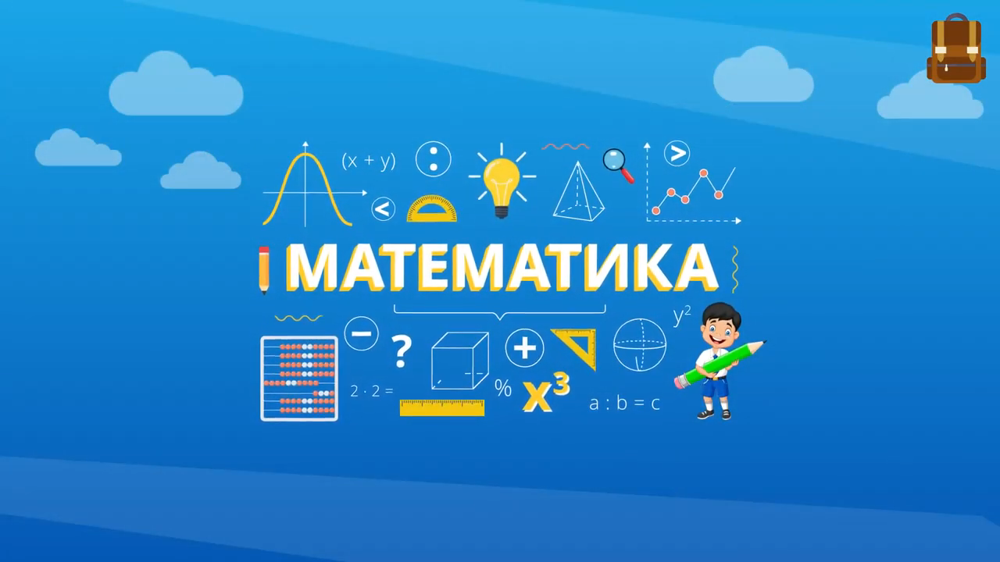 (x + y)
:
>
<
МАТЕМАТИКА
y²
−
?
+
2 · 2 =
%
x³
a : b = c